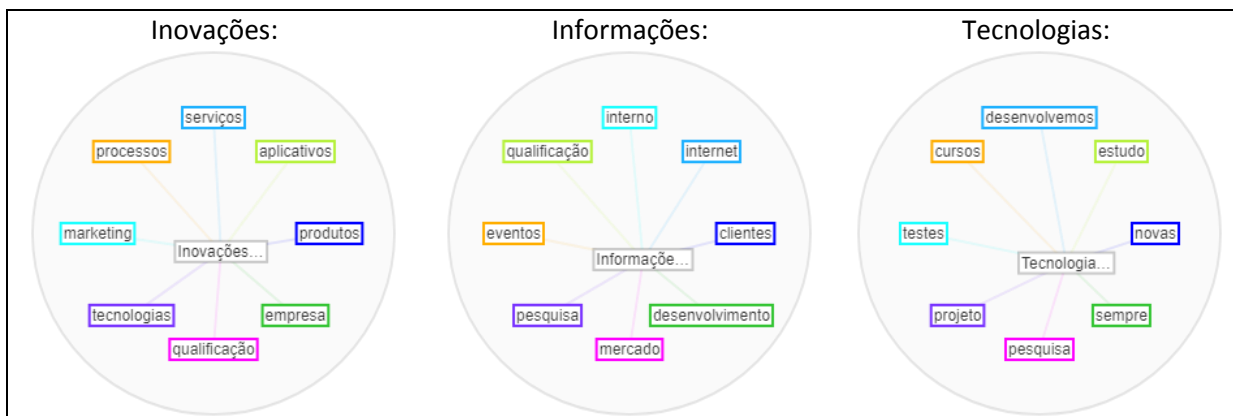 Inovações:
serviços
processos
aplicativos
marketing
produtos
Inovações...
tecnologias
empresa
qualificação
Informações:
interno
qualificação
internet
eventos
clientes
Informaçõe...
pesquisa
desenvolvimento
mercado
Tecnologias:
desenvolvemos
cursos
estudo
testes
novas
Tecnologia...
projeto
sempre
pesquisa